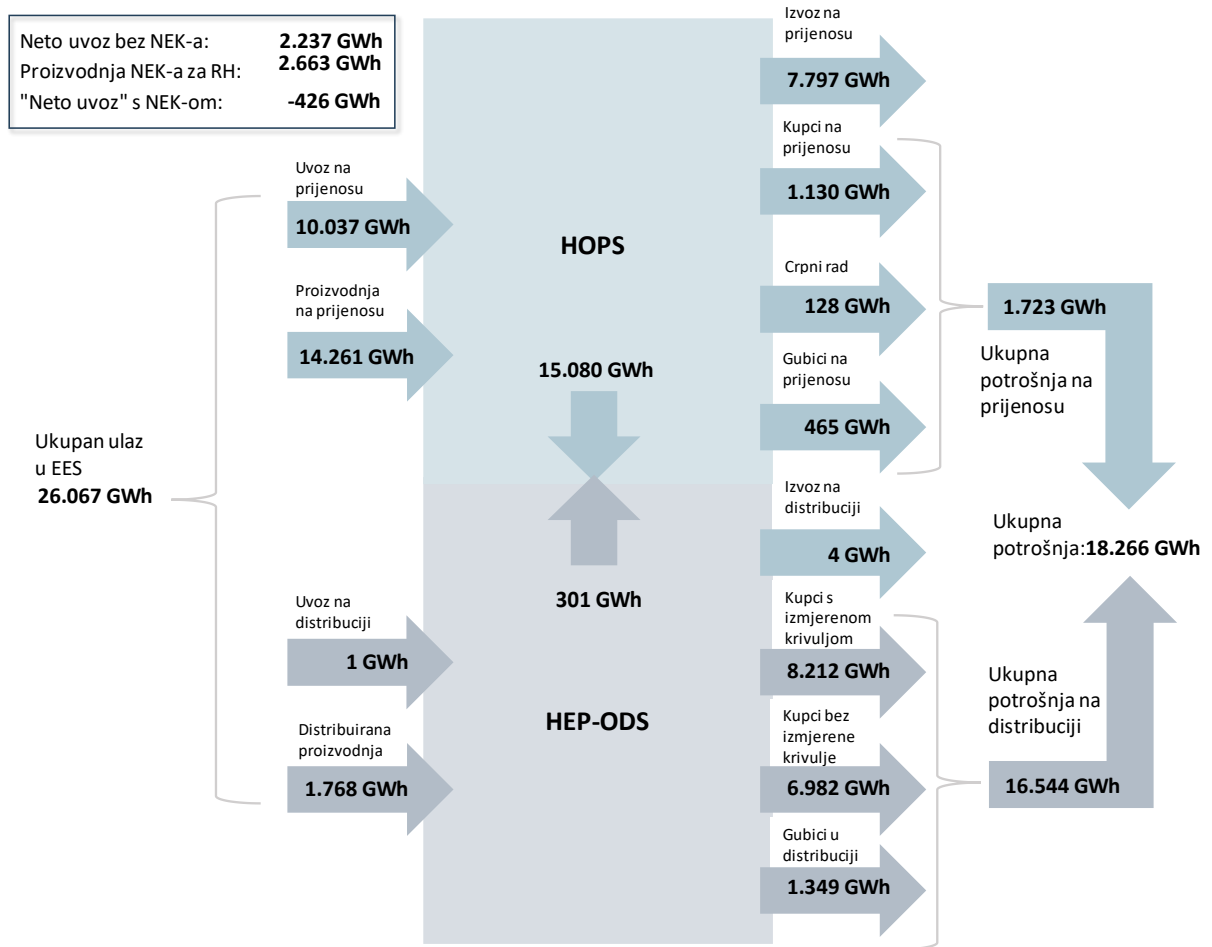 Neto uvoz bez NEK-a: 2.237 GWh
Proizvodnja NEK-a za RH: 2.663 GWh
"Neto uvoz" s NEK-om: -426 GWh
Ukupan ulaz
u EES
26.067 GWh
Uvoz na
prijenosu
10.037 GWh
Proizvodnja
na prijenosu
14.261 GWh
Uvoz na
distribuciji
1 GWh
Distribuirana
proizvodnja
1.768 GWh
HOPS
15.080 GWh
301 GWh
HEP-ODS
Izvoz na
prijenosu
7.797 GWh
Kupci na
prijenosu
1.130 GWh
Crpni rad
128 GWh
Gubici na
prijenosu
465 GWh
Izvoz na
distribuciji
4 GWh
Kupci s
izmjerenom
krivuljom
8.212 GWh
Kupci bez
izmjerene
krivulje
6.982 GWh
Gubici u
distribuciji
1.349 GWh
1.723 GWh
Ukupna
potrošnja na
prijenosu
Ukupna
potrošnja:18.266 GWh
Ukupna
potrošnja na
distribuciji
16.544 GWh